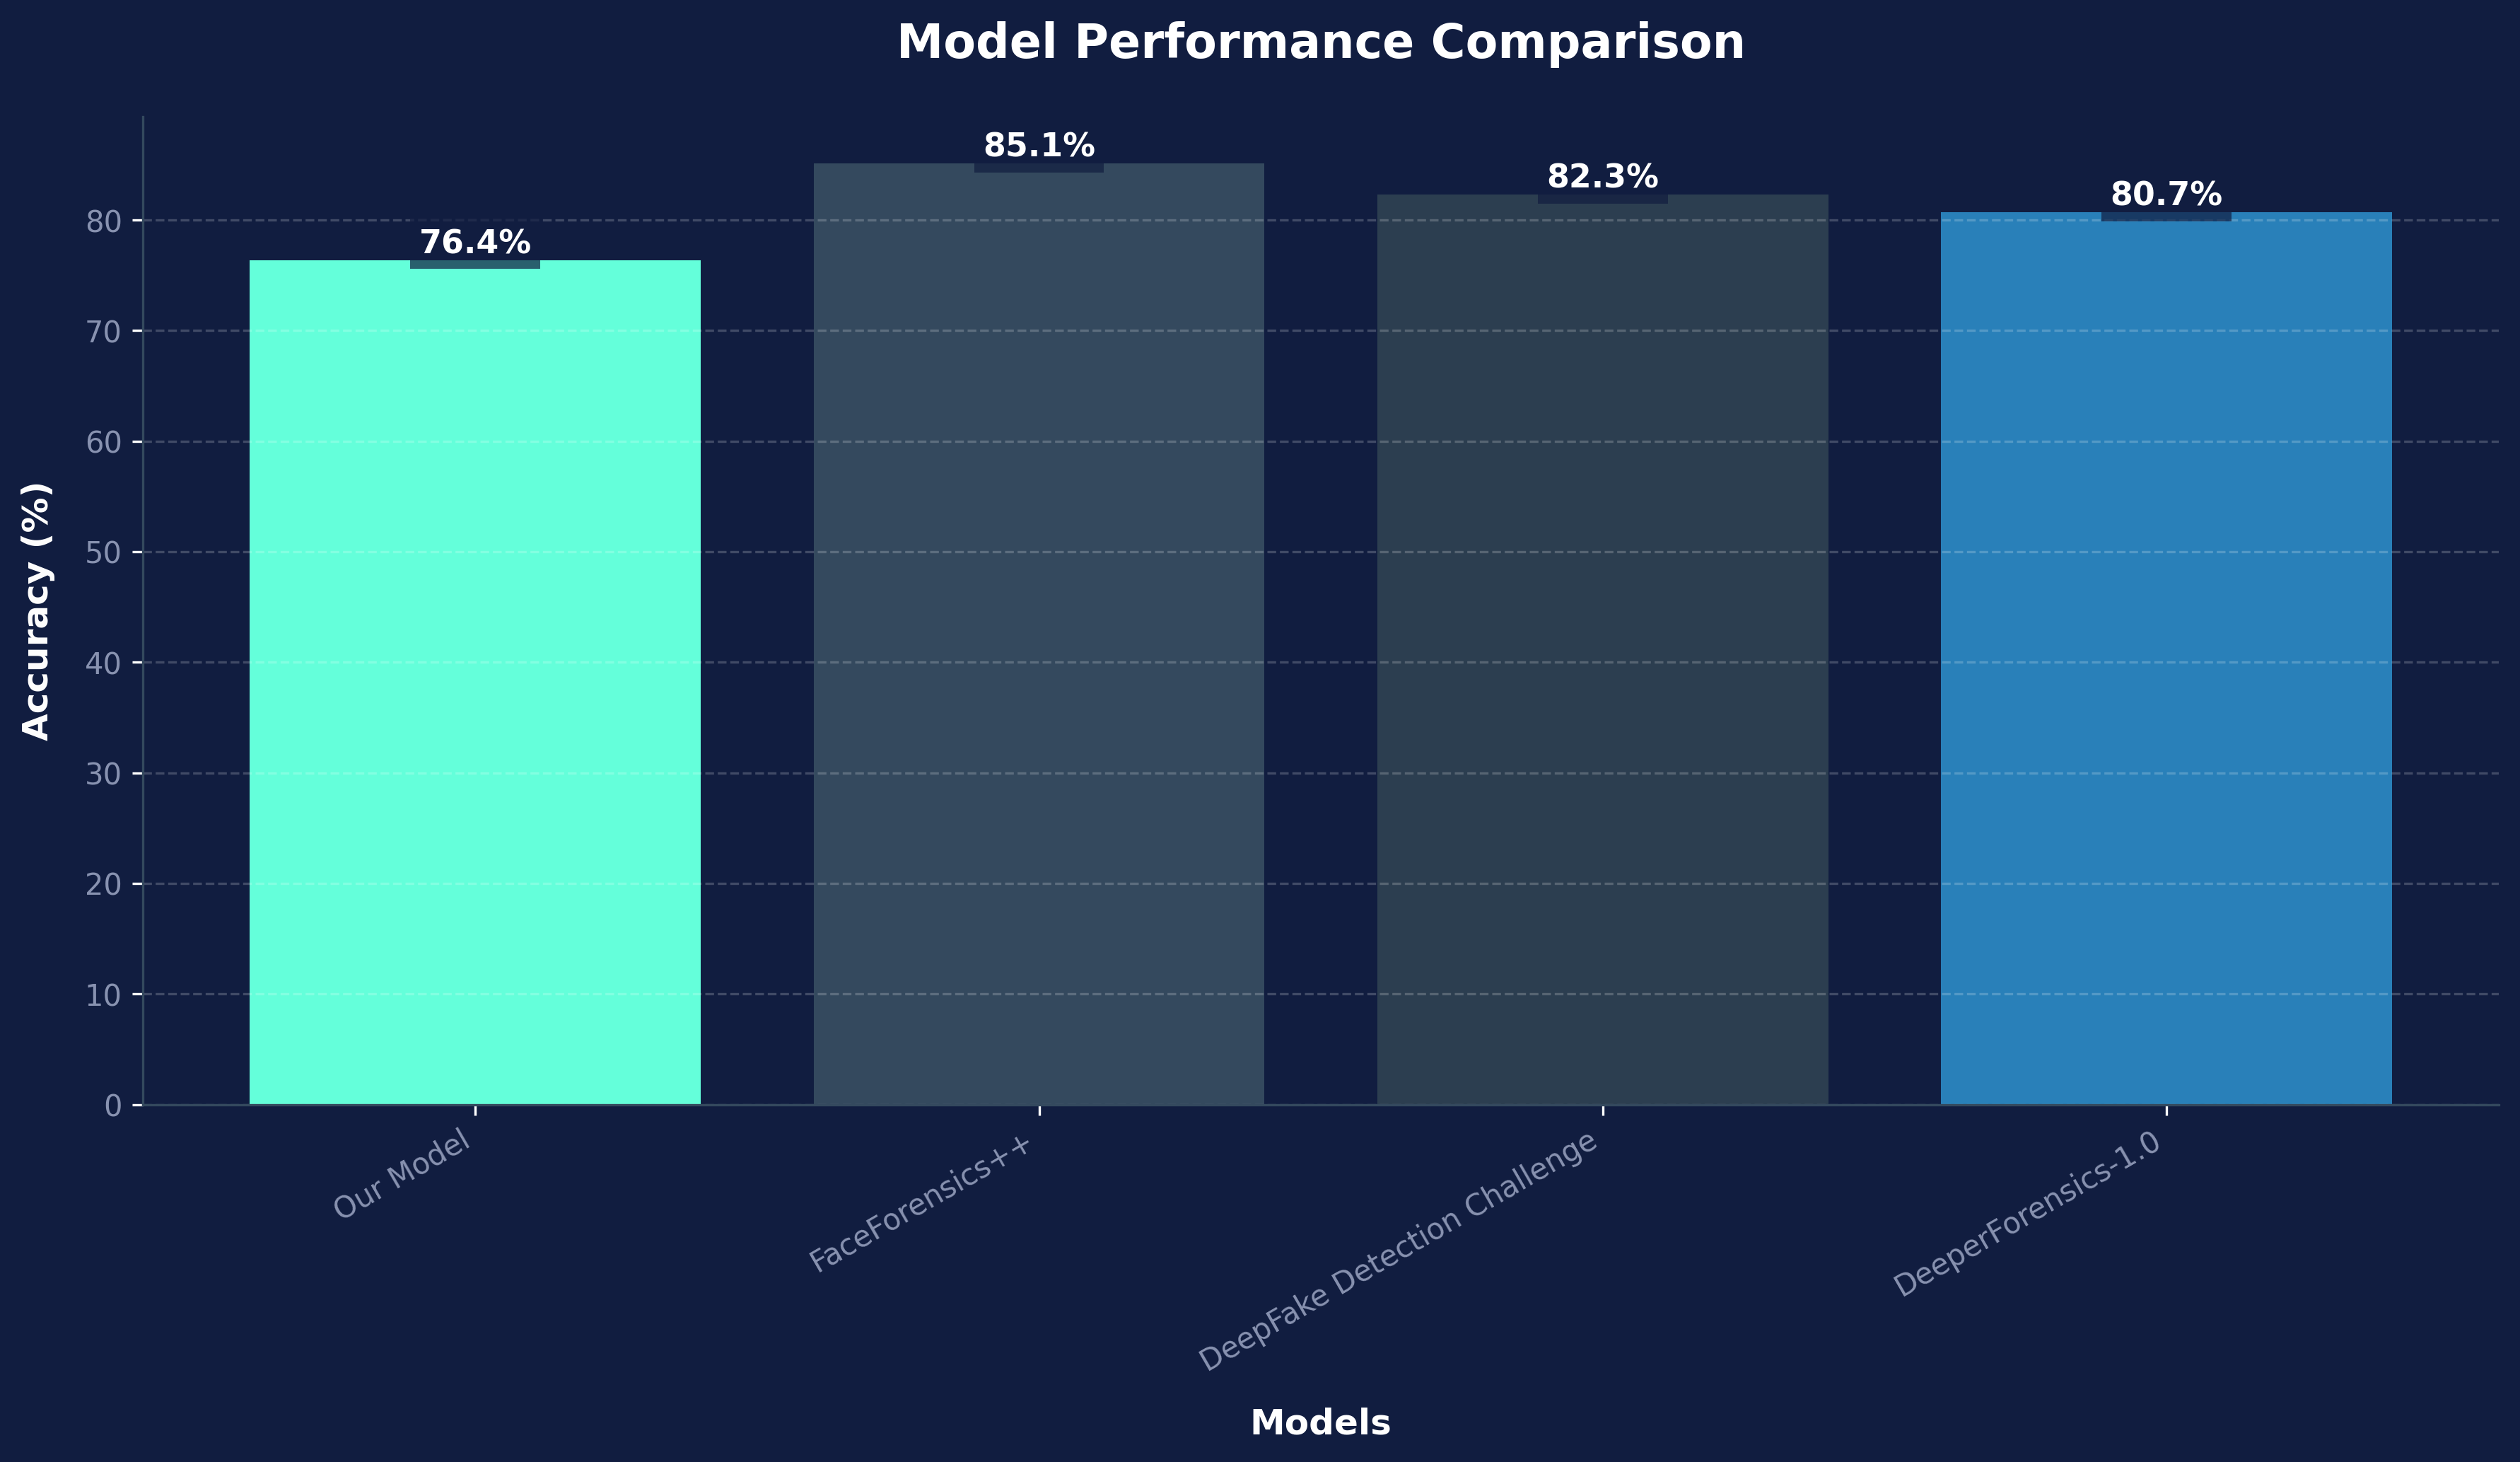 Model Performance Comparison
85.1%
82.3%
80.7%
76.4%
80
70
60
50
40
30
20
10
0
Accuracy (%)
Our Model
FaceForensics++
DeepFake Detection Challenge
DeeperForensics-1.0
Models